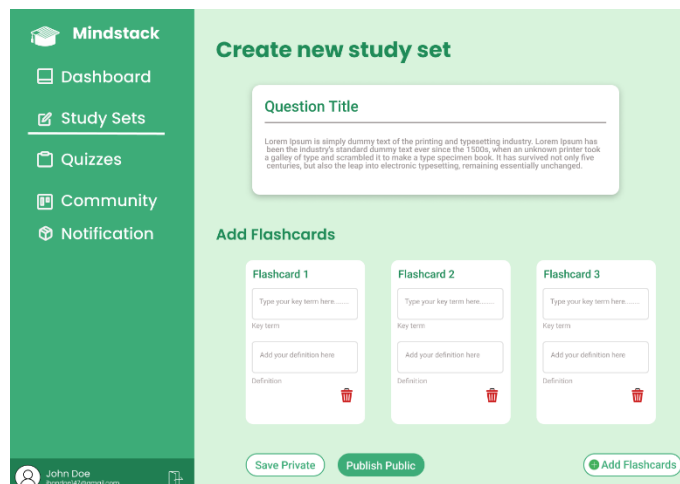 Mindstack
Dashboard
Study Sets
Quizzes
Community
Notification
John Doe
Create new study set
Question Title
Lorem Ipsum is simply dummy text of the printing and typesetting industry. Lorem Ipsum has
been the industry's standard dummy text ever since the 1500s, when an unknown printer took
a galley of type and scrambled it to make a type specimen book. It has survived not only five
centuries, but also the leap into electronic typesetting, remaining essentially unchanged.
Add Flashcards
Flashcard 1
Type your key term here.......
Key term
Add your definition here
Definition
Flashcard 2
Type your key term here.......
Key term
Add your definition here
Definition
Flashcard 3
Type your key term here.......
Key term
Add your definition here
Definition
Save Private
Publish Public
Add Flashcards